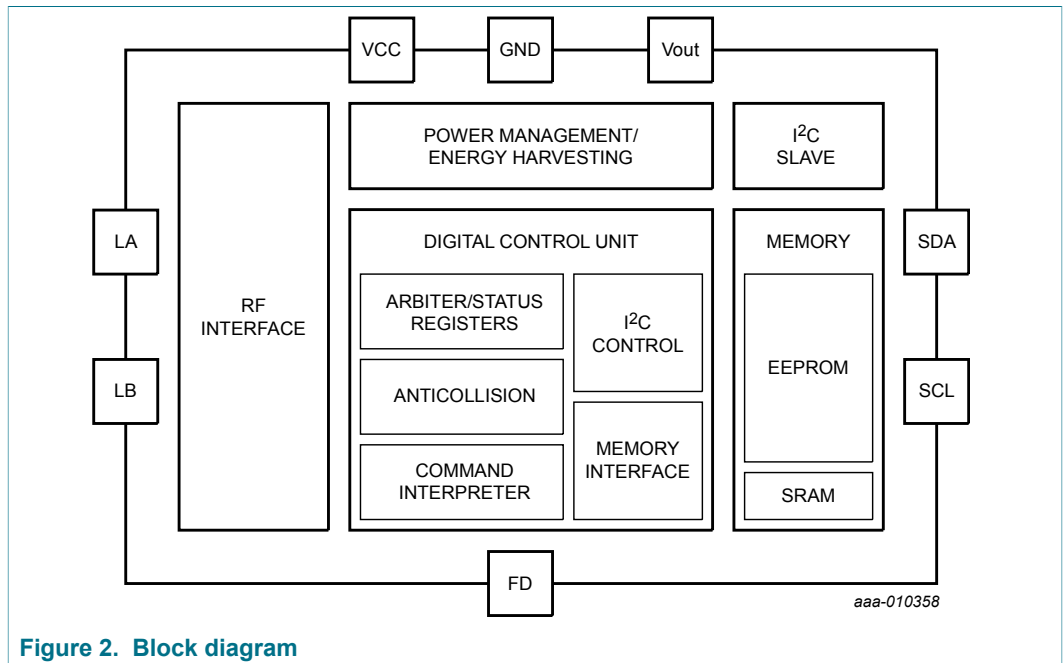 VCC
GND
Vout
POWER MANAGEMENT/
ENERGY HARVESTING
I²C
SLAVE
LA
LB
RF
INTERFACE
DIGITAL CONTROL UNIT
ARBITER/STATUS
REGISTERS
ANTICOLLISION
COMMAND
INTERPRETER
I²C
CONTROL
MEMORY
INTERFACE
MEMORY
EEPROM
SRAM
SDA
SCL
FD
aaa-010358
Figure 2. Block diagram